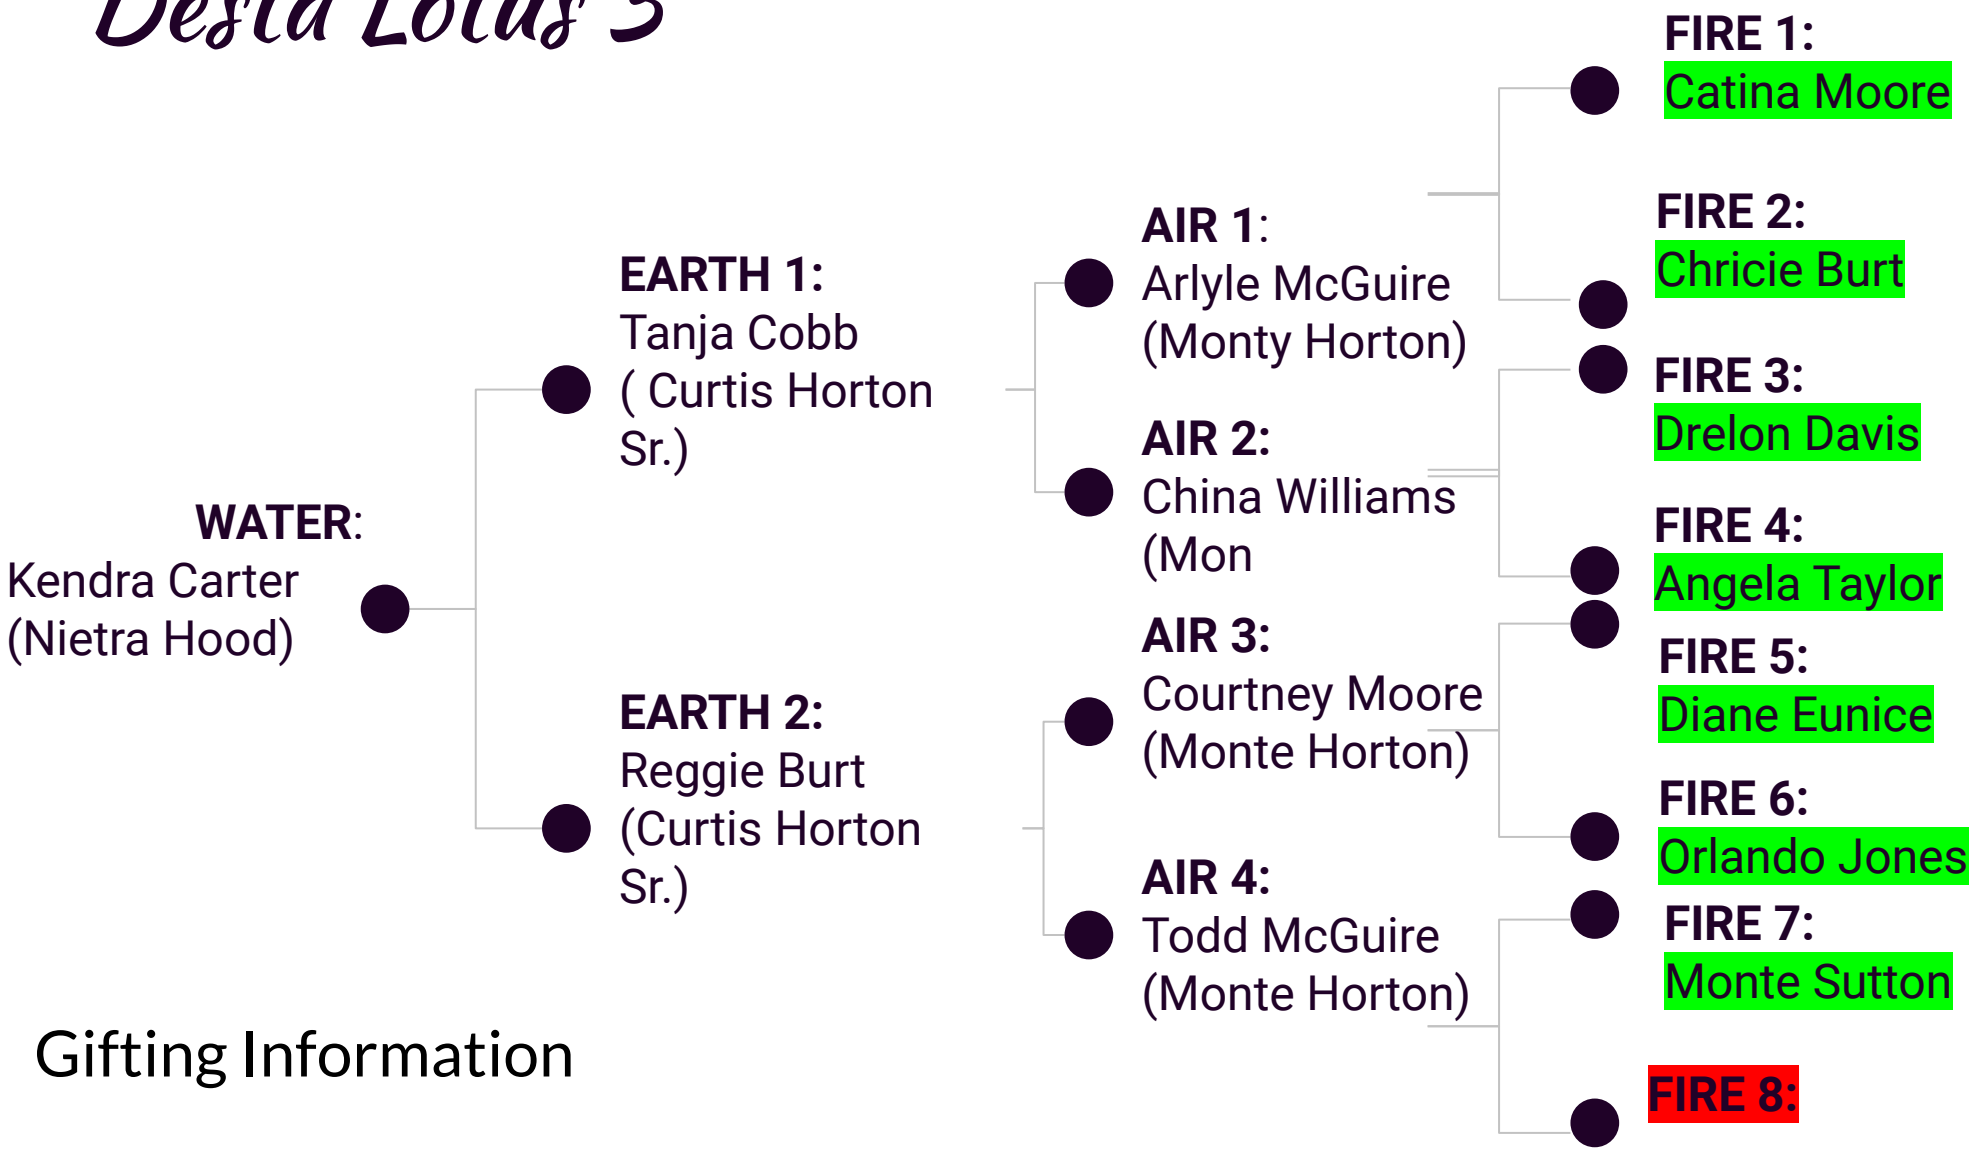 Desta Lotus 3
WATER:
Kendra Carter
(Nietra Hood)
EARTH 1:
Tanja Cobb
( Curtis Horton
Sr.)
EARTH 2:
Reggie Burt
(Curtis Horton
Sr.)
AIR 1:
Arlyle McGuire
(Monty Horton)
AIR 2:
China Williams
(Mon
AIR 3:
Courtney Moore
(Monte Horton)
AIR 4:
Todd McGuire
(Monte Horton)
FIRE 1:
Catina Moore
FIRE 2:
Chricie Burt
FIRE 3:
Drelon Davis
FIRE 4:
Angela Taylor
FIRE 5:
Diane Eunice
FIRE 6:
Orlando Jones
FIRE 7:
Monte Sutton
FIRE 8:
Gifting Information